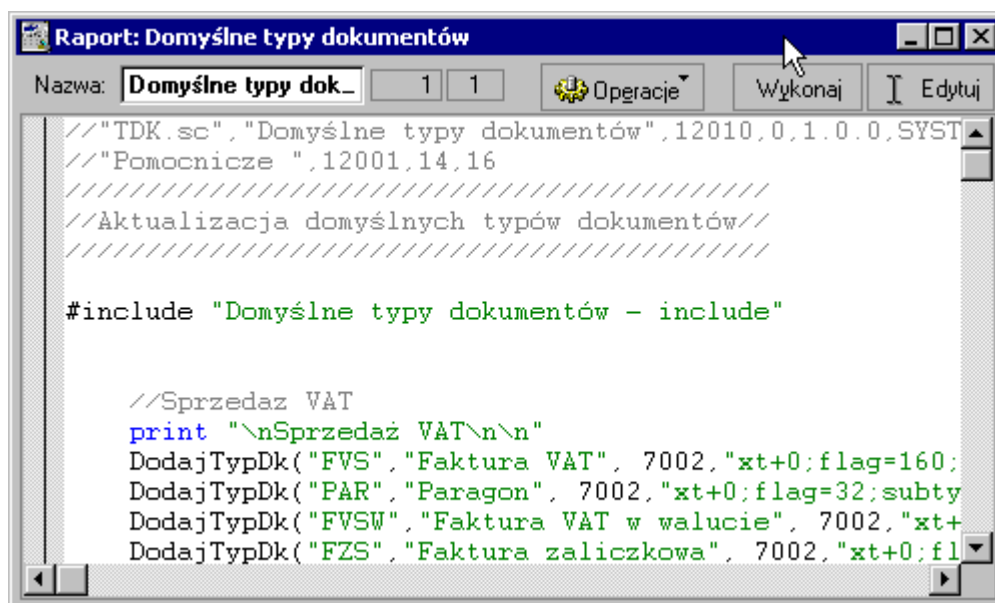 Raport: Domyślne typy dokumentów
Nazwa: Domyślne typy dok_ 1 1 Operacje Wykonaj Edytuj
//"TDK.sc","Domyślne typy dokumentów",12010,0,1.0.0,SYST
//"Pomocnicze ",12001,14,16
////////////////////////////////////////////
//Aktualizacja domyślnych typów dokumentów//
////////////////////////////////////////////
#include "Domyślne typy dokumentów - include"
//Sprzedaz VAT
print "\nSprzedaż VAT\n\n"
DodajTypDk("FVS","Faktura VAT", 7002,"xt+0;flag=160;
DodajTypDk("PAR","Paragon", 7002,"xt+0;flag=32;subty
DodajTypDk("FVSW","Faktura VAT w walucie", 7002,"xt+
DodajTypDk("FZS","Faktura zaliczkowa", 7002,"xt+0;fl